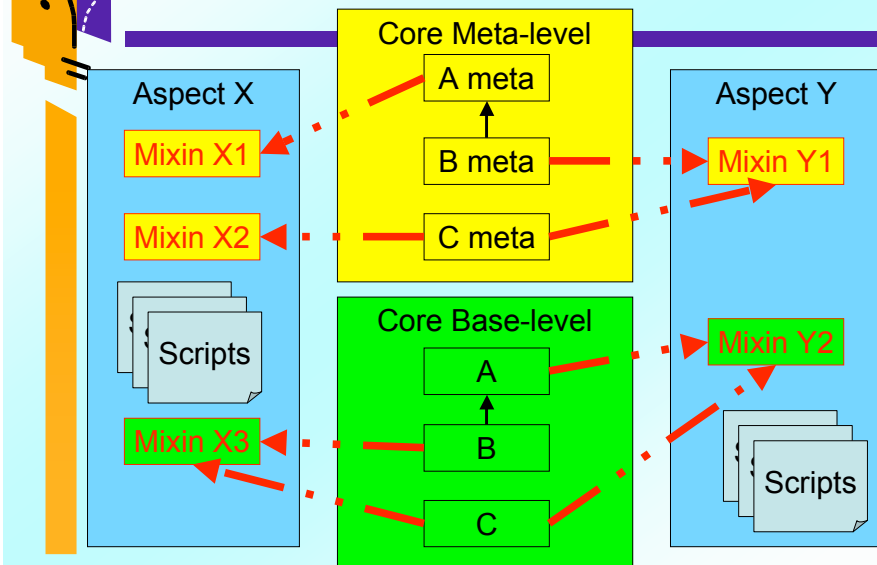 Core Meta-level
A meta
B meta
C meta
Aspect X
Mixin X1
Mixin X2
Scripts
Mixin X3
Core Base-level
A
B
C
Aspect Y
Mixin Y1
Mixin Y2
Scripts